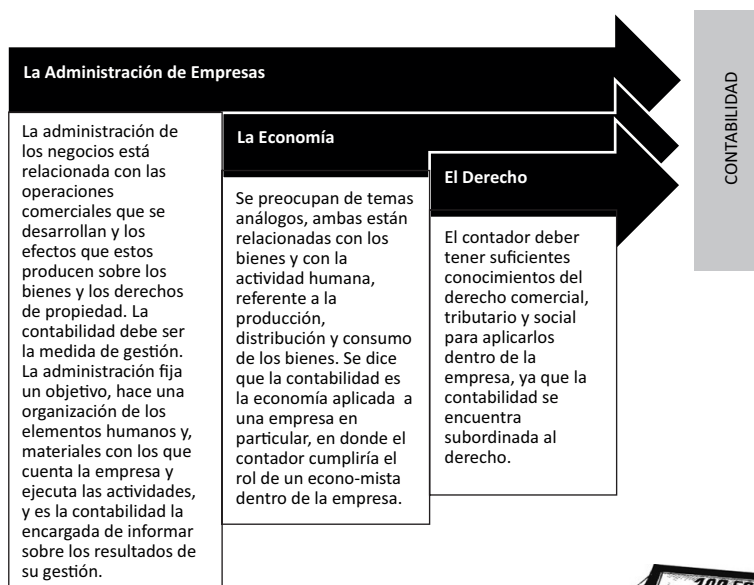 La Administración de Empresas
La administración de
los negocios está
relacionada con las
operaciones
comerciales que se
desarrollan y los
efectos que estos
producen sobre los
bienes y los derechos
de propiedad. La
contabilidad debe ser
la medida de gestión.
La administración fija
un objetivo, hace una
organización de los
elementos humanos y,
materiales con los que
cuenta la empresa y
ejecuta las actividades,
y es la contabilidad la
encargada de informar
sobre los resultados de
su gestión.
La Economía
Se preocupan de temas
análogos, ambas están
relacionadas con los
bienes y con la
actividad humana,
referente a la
producción,
distribución y consumo
de los bienes. Se dice
que la contabilidad es
la economía aplicada a
una empresa en
particular, en donde el
contador cumpliría el
rol de un econo-mista
dentro de la empresa.
El Derecho
El contador deber
tener suficientes
conocimientos del
derecho comercial,
tributario y social
para aplicarlos
dentro de la
empresa, ya que la
contabilidad se
encuentra
subordinada al
derecho.
CONTABILIDAD